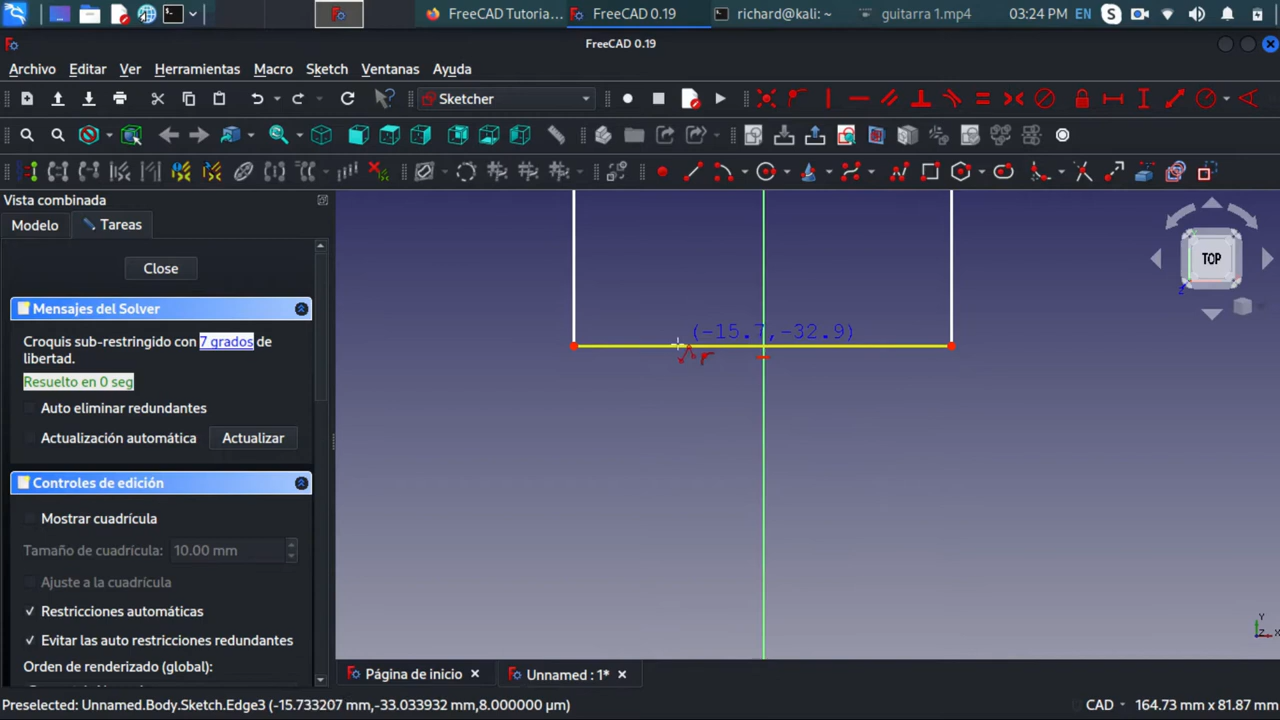 FreeCAD Tutoria...
FreeCAD 0.19
richard@kali: ~
guitarra 1.mp4
03:24 PM EN
FreeCAD 0.19
Archivo Editar Ver Herramientas Macro Sketch Ventanas Ayuda
Sketcher
Vista combinada
Modelo Tareas
Close
Mensajes del Solver
Croquis sub-restringido con 7 grados de
libertad.
Resuelto en 0 seg
Auto eliminar redundantes
Actualización automática Actualizar
Controles de edición
Mostrar cuadrícula
Tamaño de cuadrícula: 10.00 mm
Ajuste a la cuadrícula
Restricciones automáticas
Evitar las auto restricciones redundantes
Orden de renderizado (global):
(-15.7,-32.9)
TOP
Z
Y
Z X
Página de inicio
Unnamed : 1*
Preselected: Unnamed.Body.Sketch.Edge3 (-15.733207 mm,-33.033932 mm,8.000000 µm)
CAD 164.73 mm x 81.87 mm